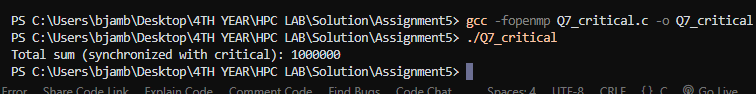 PS C:\Users\bjamb\Desktop\4TH YEAR\HPC LAB\Solution\Assignment5> gcc -fopenmp Q7_critical.c -o Q7_critical
PS C:\Users\bjamb\Desktop\4TH YEAR\HPC LAB\Solution\Assignment5> ./Q7_critical
Total sum (synchronized with critical): 1000000
PS C:\Users\bjamb\Desktop\4TH YEAR\HPC LAB\Solution\Assignment5>
Error Share Code Link Explain Code Comment Code Find Bugs Code Chat Spaces: 4 UTF-8 CRLF {} C Go Live